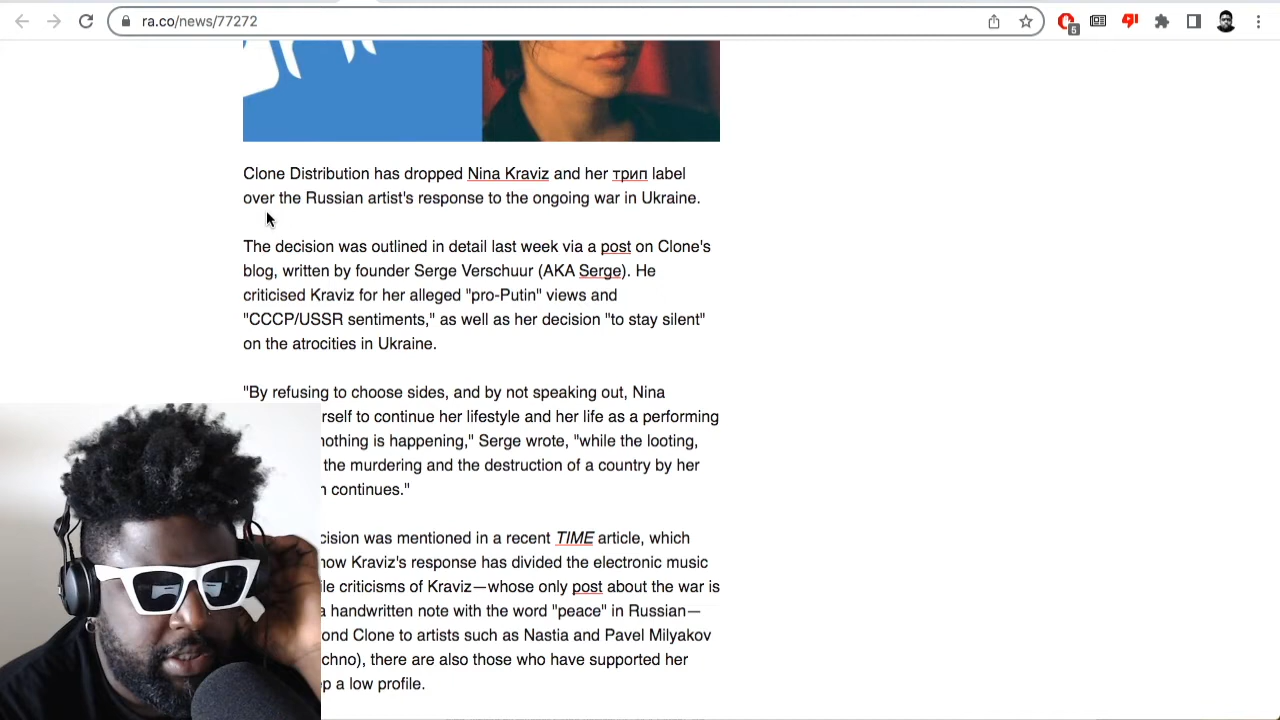 ra.co/news/77272
5
Clone Distribution has dropped Nina Kraviz and her трип label
over the Russian artist's response to the ongoing war in Ukraine.
The decision was outlined in detail last week via a post on Clone's
blog, written by founder Serge Verschuur (AKA Serge). He
criticised Kraviz for her alleged "pro-Putin" views and
"CCCP/USSR sentiments," as well as her decision "to stay silent"
on the atrocities in Ukraine.
"By refusing to choose sides, and by not speaking out, Nina
rself to continue her lifestyle and her life as a performing
nothing is happening," Serge wrote, "while the looting,
the murdering and the destruction of a country by her
n continues."
cision was mentioned in a recent TIME article, which
how Kraviz's response has divided the electronic music
le criticisms of Kraviz—whose only post about the war is
a handwritten note with the word "peace" in Russian—
ond Clone to artists such as Nastia and Pavel Milyakov
chno), there are also those who have supported her
p a low profile.